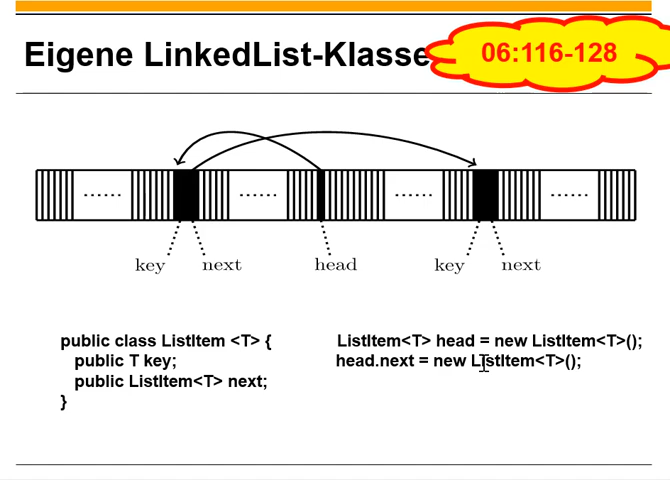 Eigene LinkedList-Klasse
06:116-128
key next head key next
public class ListItem <T> {
public T key;
public ListItem<T> next;
}
ListItem<T> head = new ListItem<T>();
head.next = new ListItem<T>();